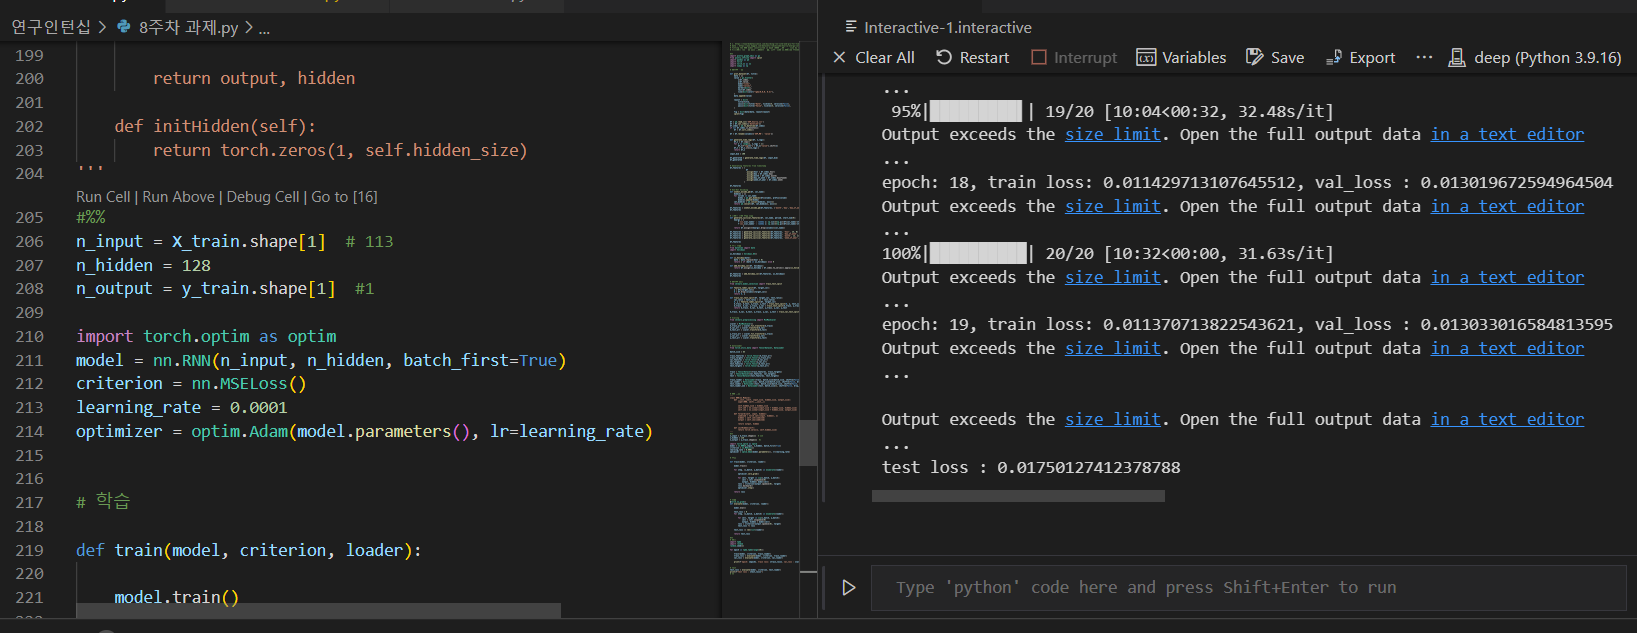 연구인턴십 > 8주차 과제.py > ...
199
200 return output, hidden
201
202 def initHidden(self):
203 return torch.zeros(1, self.hidden_size)
204 '''
Run Cell | Run Above | Debug Cell | Go to [16]
205 #%%
206 n_input = X_train.shape[1]  # 113
207 n_hidden = 128
208 n_output = y_train.shape[1]  #1
209
210 import torch.optim as optim
211 model = nn.RNN(n_input, n_hidden, batch_first=True)
212 criterion = nn.MSELoss()
213 learning_rate = 0.0001
214 optimizer = optim.Adam(model.parameters(), lr=learning_rate)
215
216
217 # 학습
218
219 def train(model, criterion, loader):
220
221 model.train()
Interactive-1.interactive
Clear All Restart Interrupt Variables Save Export ... deep (Python 3.9.16)
...
95%|██████████| 19/20 [10:04<00:32, 32.48s/it]
Output exceeds the size limit. Open the full output data in a text editor
...
epoch: 18, train loss: 0.011429713107645512, val_loss : 0.013019672594964504
Output exceeds the size limit. Open the full output data in a text editor
...
100%|██████████| 20/20 [10:32<00:00, 31.63s/it]
Output exceeds the size limit. Open the full output data in a text editor
...
epoch: 19, train loss: 0.011370713822543621, val_loss : 0.013033016584813595
Output exceeds the size limit. Open the full output data in a text editor
...
Output exceeds the size limit. Open the full output data in a text editor
...
test loss : 0.01750127412378788
Type 'python' code here and press Shift+Enter to run